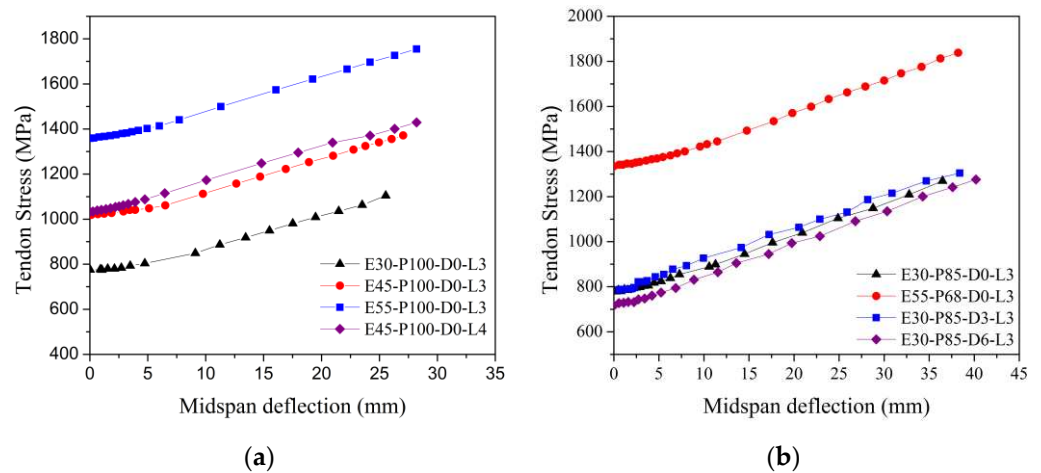 1800
1600
1400
1200
1000
800
600
400
Tendon Stress (MPa)
0 5 10 15 20 25 30 35
Midspan deflection (mm)
E30-P100-D0-L3
E45-P100-D0-L3
E55-P100-D0-L3
E45-P100-D0-L4
(a)
2000
1800
1600
1400
1200
1000
800
600
Tendon Stress (MPa)
0 5 10 15 20 25 30 35 40 45
Midspan deflection (mm)
E30-P85-D0-L3
E55-P68-D0-L3
E30-P85-D3-L3
E30-P85-D6-L3
(b)